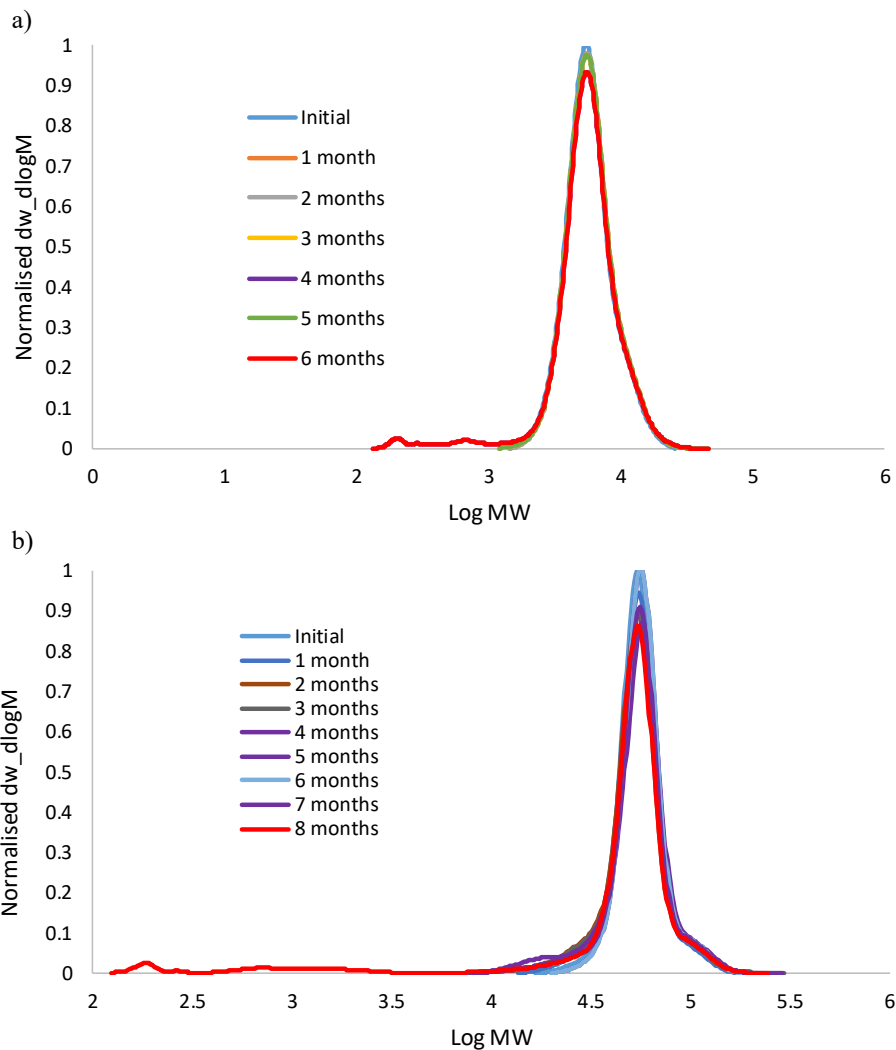 a)
1
0.9
0.8
0.7
0.6
0.5
0.4
0.3
0.2
0.1
0
Normalised dw_dlogM
Initial
1 month
2 months
3 months
4 months
5 months
6 months
0 1 2 3 4 5 6
Log MW
b)
1
0.9
0.8
0.7
0.6
0.5
0.4
0.3
0.2
0.1
0
Normalised dw_dlogM
Initial
1 month
2 months
3 months
4 months
5 months
6 months
7 months
8 months
2 2.5 3 3.5 4 4.5 5 5.5 6
Log MW